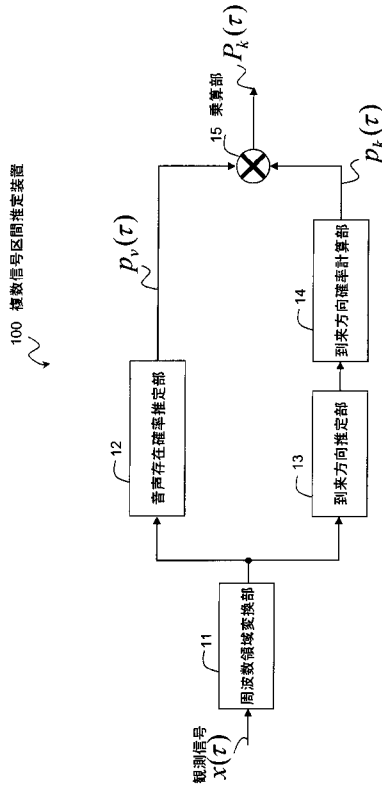 100 複数信号区間推定装置
観測信号
x(τ)
11
周波数領域変換部
12
音声存在確率推定部
p_v(τ)
13
到来方向推定部
14
到来方向確率計算部
p_k(τ)
15 乗算部
P_k(τ)